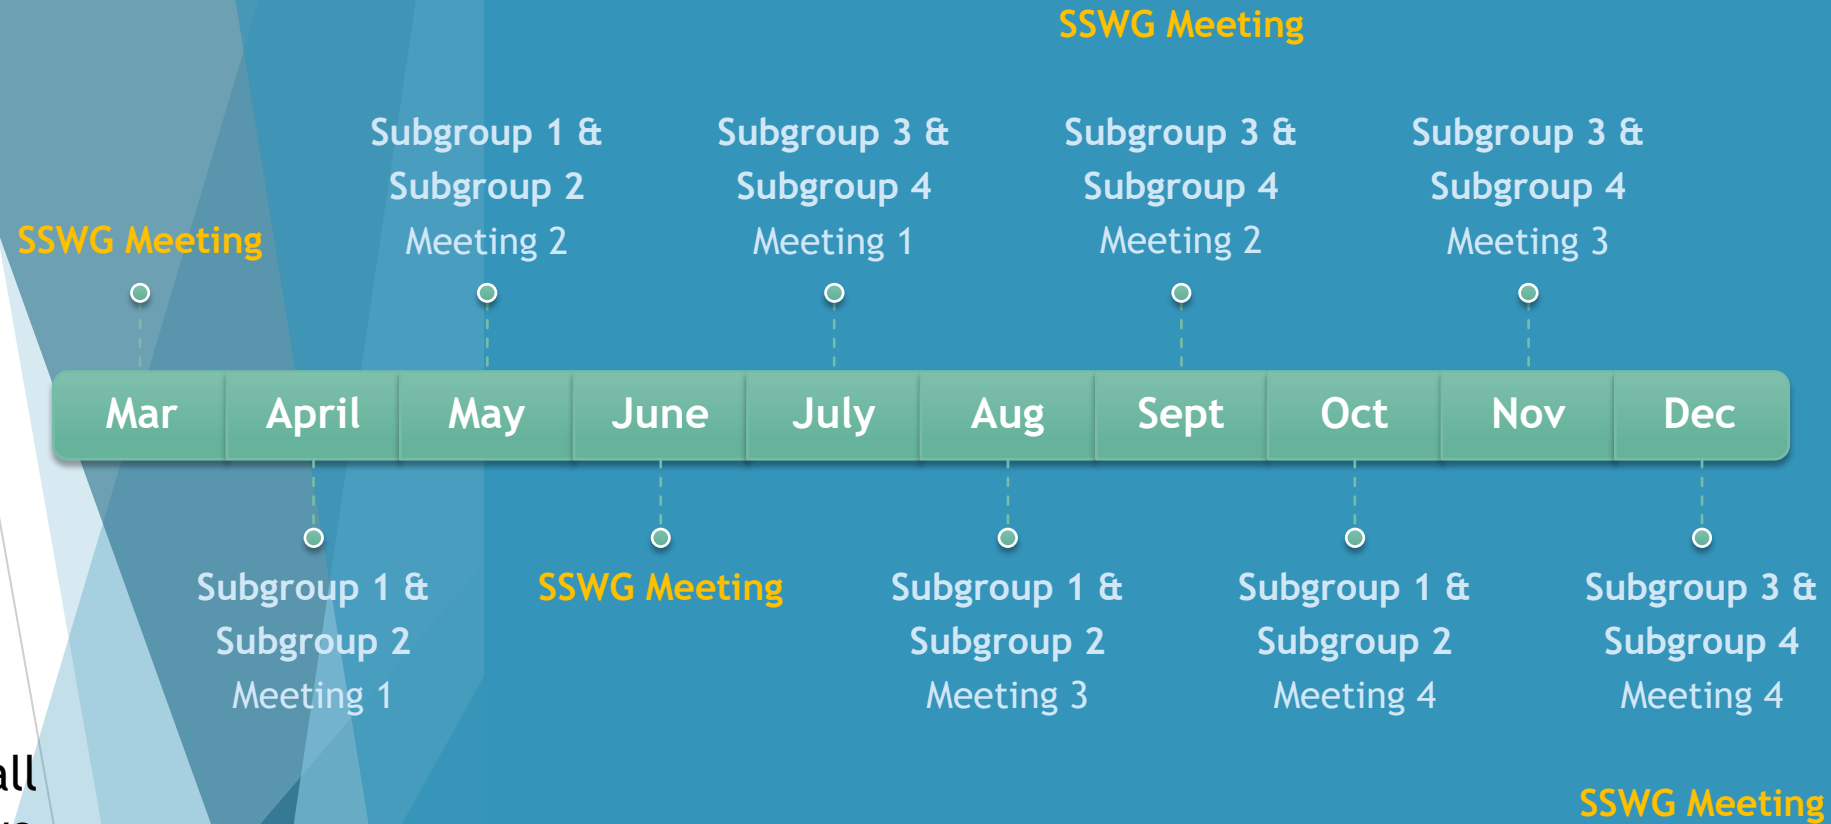 SSWG Meeting
Subgroup 1 &
Subgroup 2
Meeting 2
Subgroup 3 &
Subgroup 4
Meeting 1
Subgroup 3 &
Subgroup 4
Meeting 2
Subgroup 3 &
Subgroup 4
Meeting 3
SSWG Meeting
Mar April May June July Aug Sept Oct Nov Dec
Subgroup 1 &
Subgroup 2
Meeting 1
SSWG Meeting
Subgroup 1 &
Subgroup 2
Meeting 3
Subgroup 1 &
Subgroup 2
Meeting 4
Subgroup 3 &
Subgroup 4
Meeting 4
SSWG Meeting